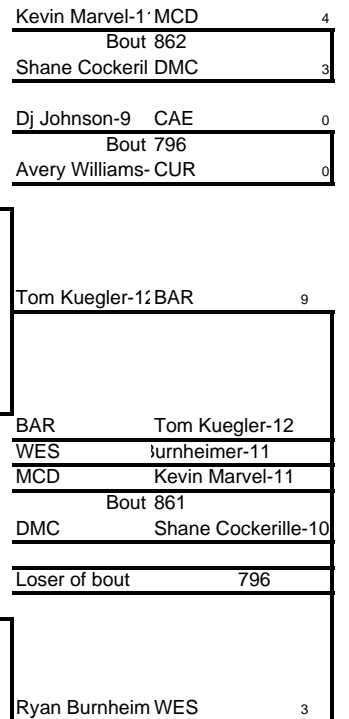 Kevin Marvel-1 MCD 4
Bout 862
Shane Cockeril DMC 3
Dj Johnson-9 CAE 0
Bout 796
Avery Williams- CUR 0
Tom Kuegler-12 BAR 9
BAR Tom Kuegler-12
WES Burnheimer-11
MCD Kevin Marvel-11
Bout 861
DMC Shane Cockerille-10
Loser of bout 796
Ryan Burnheim WES 3